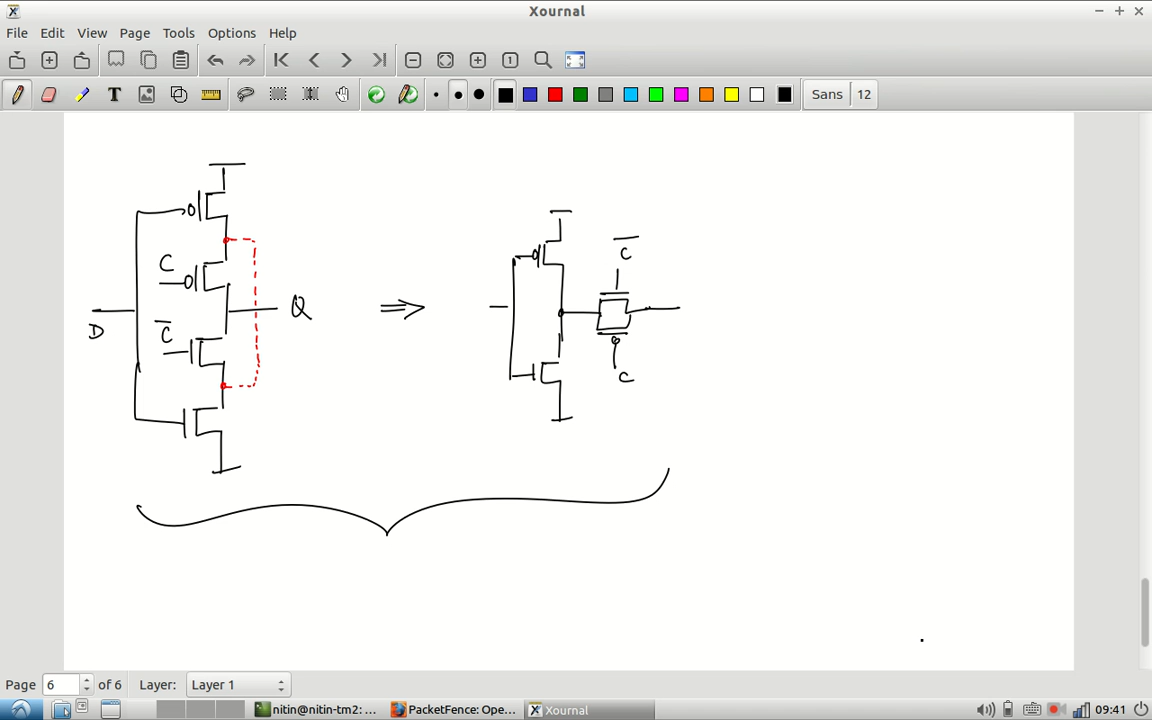 Xournal
File Edit View Page Tools Options Help
Sans 12
C
C̅
D
Q
⇒
C̅
C
Page 6 of 6 Layer: Layer 1
nitin@nitin-tm2: ... PacketFence: Ope... Xournal 09:41